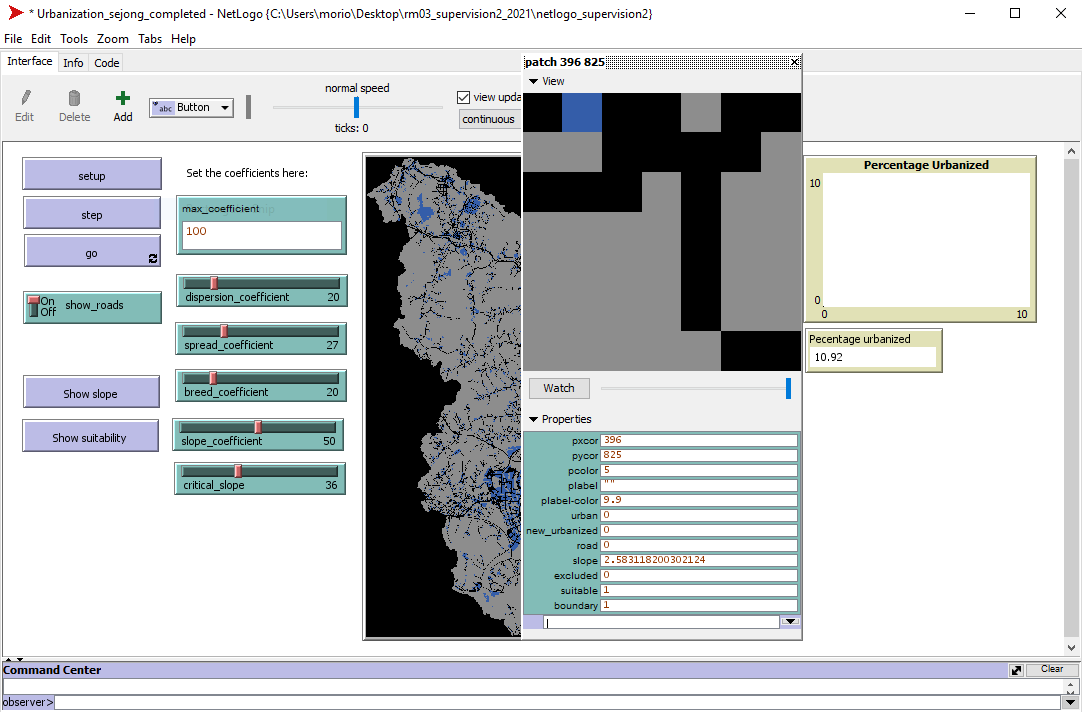 * Urbanization_sejong_completed - NetLogo {C:\Users\morio\Desktop\rm03_supervision2_2021\netlogo_supervision2}
File Edit Tools Zoom Tabs Help
Interface Info Code
Edit
Delete
Add
abc Button
normal speed
ticks: 0
view upda
continuous
setup
step
go
On
Off
show_roads
Show slope
Show suitability
Set the coefficients here:
max_coefficient
100
dispersion_coefficient 20
spread_coefficient 27
breed_coefficient 20
slope_coefficient 50
critical_slope 36
patch 396 825
View
Watch
Properties
pxcor 396
pycor 825
pcolor 5
plabel ""
plabel-color 9.9
urban 0
new_urbanized 0
road 0
slope 2.583118200302124
excluded 0
suitable 1
boundary 1
Percentage Urbanized
10
0
0 10
Pecentage urbanized
10.92
Command Center
Clear
observer>